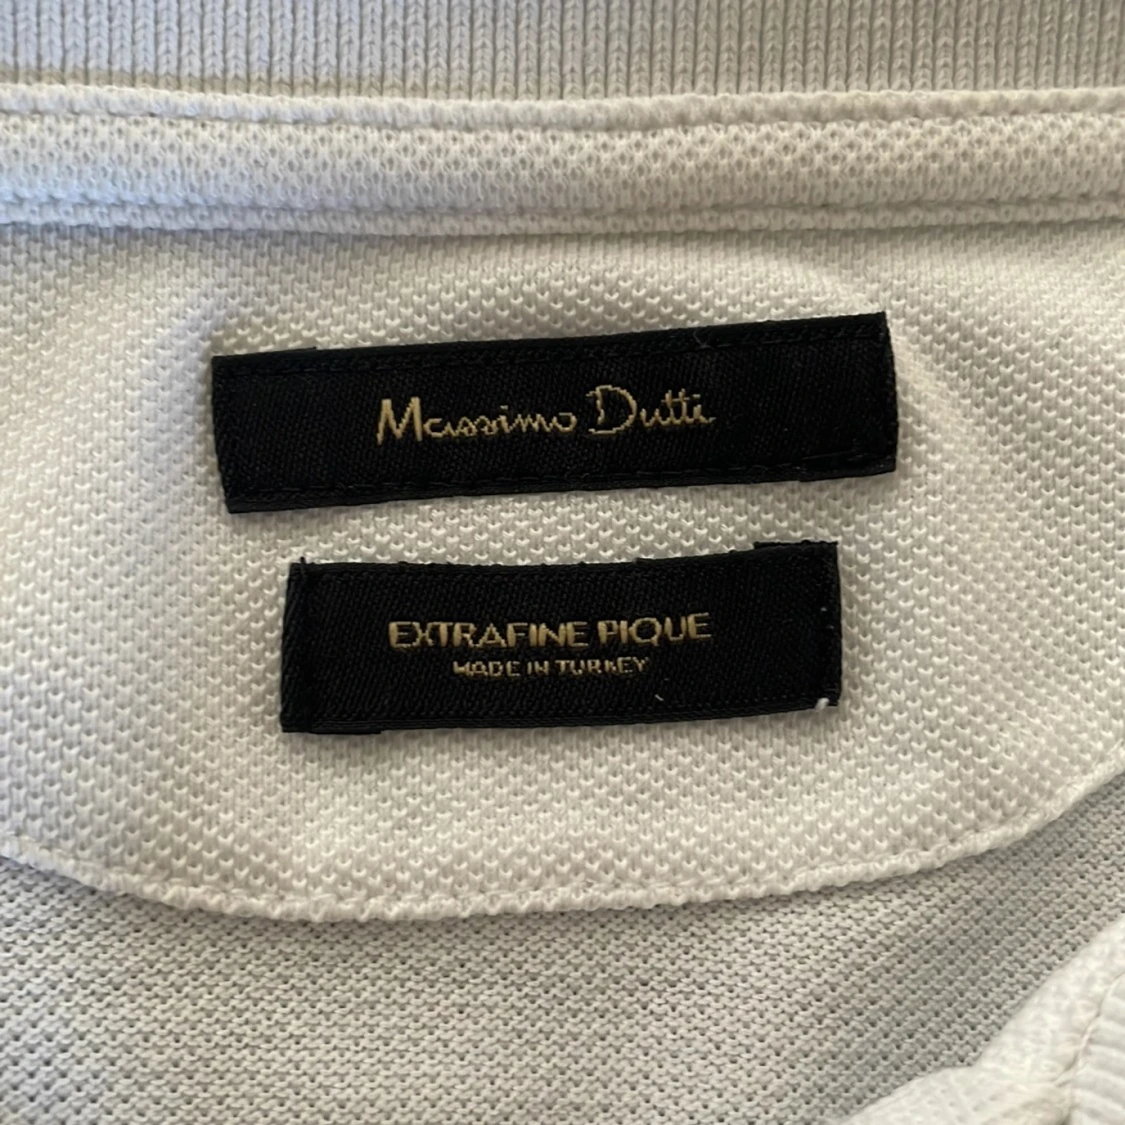 Massimo Dutti
EXTRAFINE PIQUE
MADE IN TURKEY